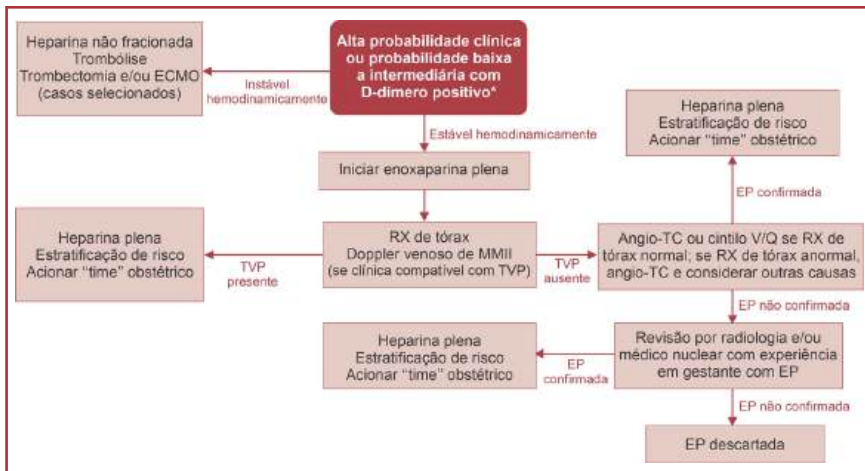 Heparina não fracionada
Trombólise
Trombectomia e/ou ECMO
(casos selecionados)
Instável
hemodinamicamente
Alta probabilidade clínica
ou probabilidade baixa
a intermediária com
D-dímero positivo*
Estável hemodinamicamente
Iniciar enoxaparina plena
Heparina plena
Estratificação de risco
Acionar “time” obstétrico
EP confirmada
Heparina plena
Estratificação de risco
Acionar “time” obstétrico
TVP
presente
RX de tórax
Doppler venoso de MMII
(se clínica compatível com TVP)
TVP
ausente
Angio-TC ou cintilo V/Q se RX de
tórax normal; se RX de tórax anormal,
angio-TC e considerar outras causas
EP não confirmada
Heparina plena
Estratificação de risco
Acionar “time” obstétrico
EP
confirmada
Revisão por radiologia e/ou
médico nuclear com experiência
em gestante com EP
EP não confirmada
EP descartada